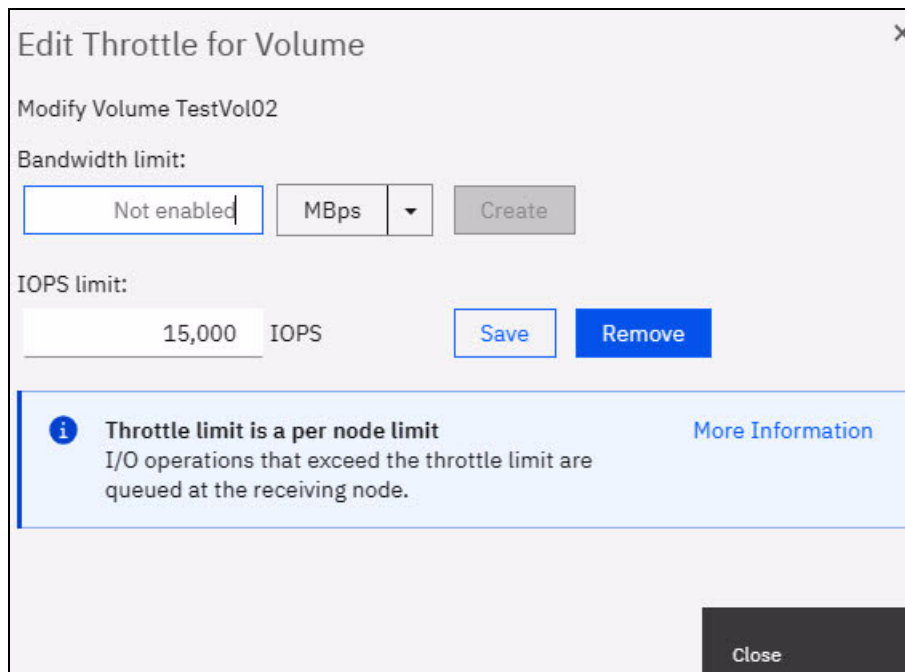 Edit Throttle for Volume
Modify Volume TestVol02
Bandwidth limit:
Not enabled MBps Create
IOPS limit:
15,000 IOPS Save Remove
Throttle limit is a per node limit More Information
I/O operations that exceed the throttle limit are
queued at the receiving node.
Close